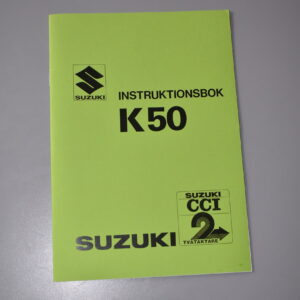 SUZUKI
INSTRUKTIONSBOK
K50
SUZUKI
CCI
2
TVÅTAKTARE
SUZUKI